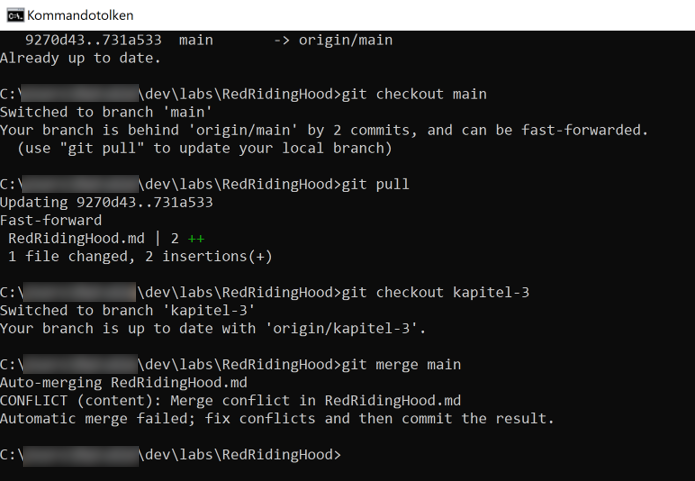 Kommandotolken
9270d43..731a533  main       -> origin/main
Already up to date.
C:\ \dev\labs\RedRidingHood>git checkout main
Switched to branch 'main'
Your branch is behind 'origin/main' by 2 commits, and can be fast-forwarded.
(use "git pull" to update your local branch)
C:\ \dev\labs\RedRidingHood>git pull
Updating 9270d43..731a533
Fast-forward
RedRidingHood.md | 2 ++
1 file changed, 2 insertions(+)
C:\ \dev\labs\RedRidingHood>git checkout kapitel-3
Switched to branch 'kapitel-3'
Your branch is up to date with 'origin/kapitel-3'.
C:\ \dev\labs\RedRidingHood>git merge main
Auto-merging RedRidingHood.md
CONFLICT (content): Merge conflict in RedRidingHood.md
Automatic merge failed; fix conflicts and then commit the result.
C:\ \dev\labs\RedRidingHood>